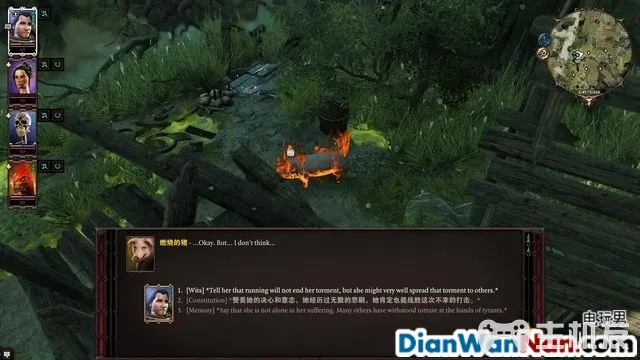 燃烧的猪 - ...Okay. But... I don't think...
1. [Wits] *Tell her that running will not end her torment, but she might very well spread that torment to others.*
2. [Constitution] *赞美她的决心和意志，她经历过无数的悲剧，她肯定也能战胜这次不幸的打击。*
3. [Memory] *Say that she is not alone in her suffering. Many others have withstood torture at the hands of tyrants.*
电玩男
DianWanNan.com